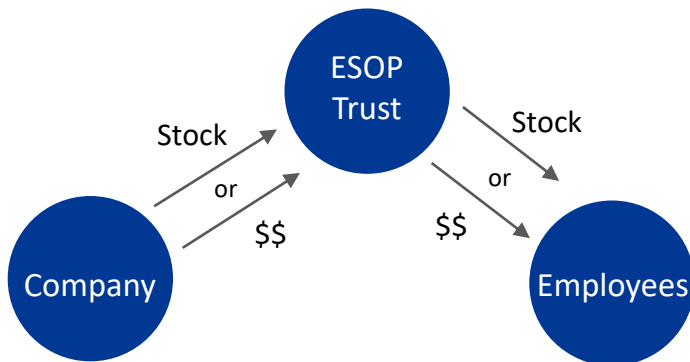 ESOP
Trust
Stock
or
$$
Stock
or
$$
Company
Employees